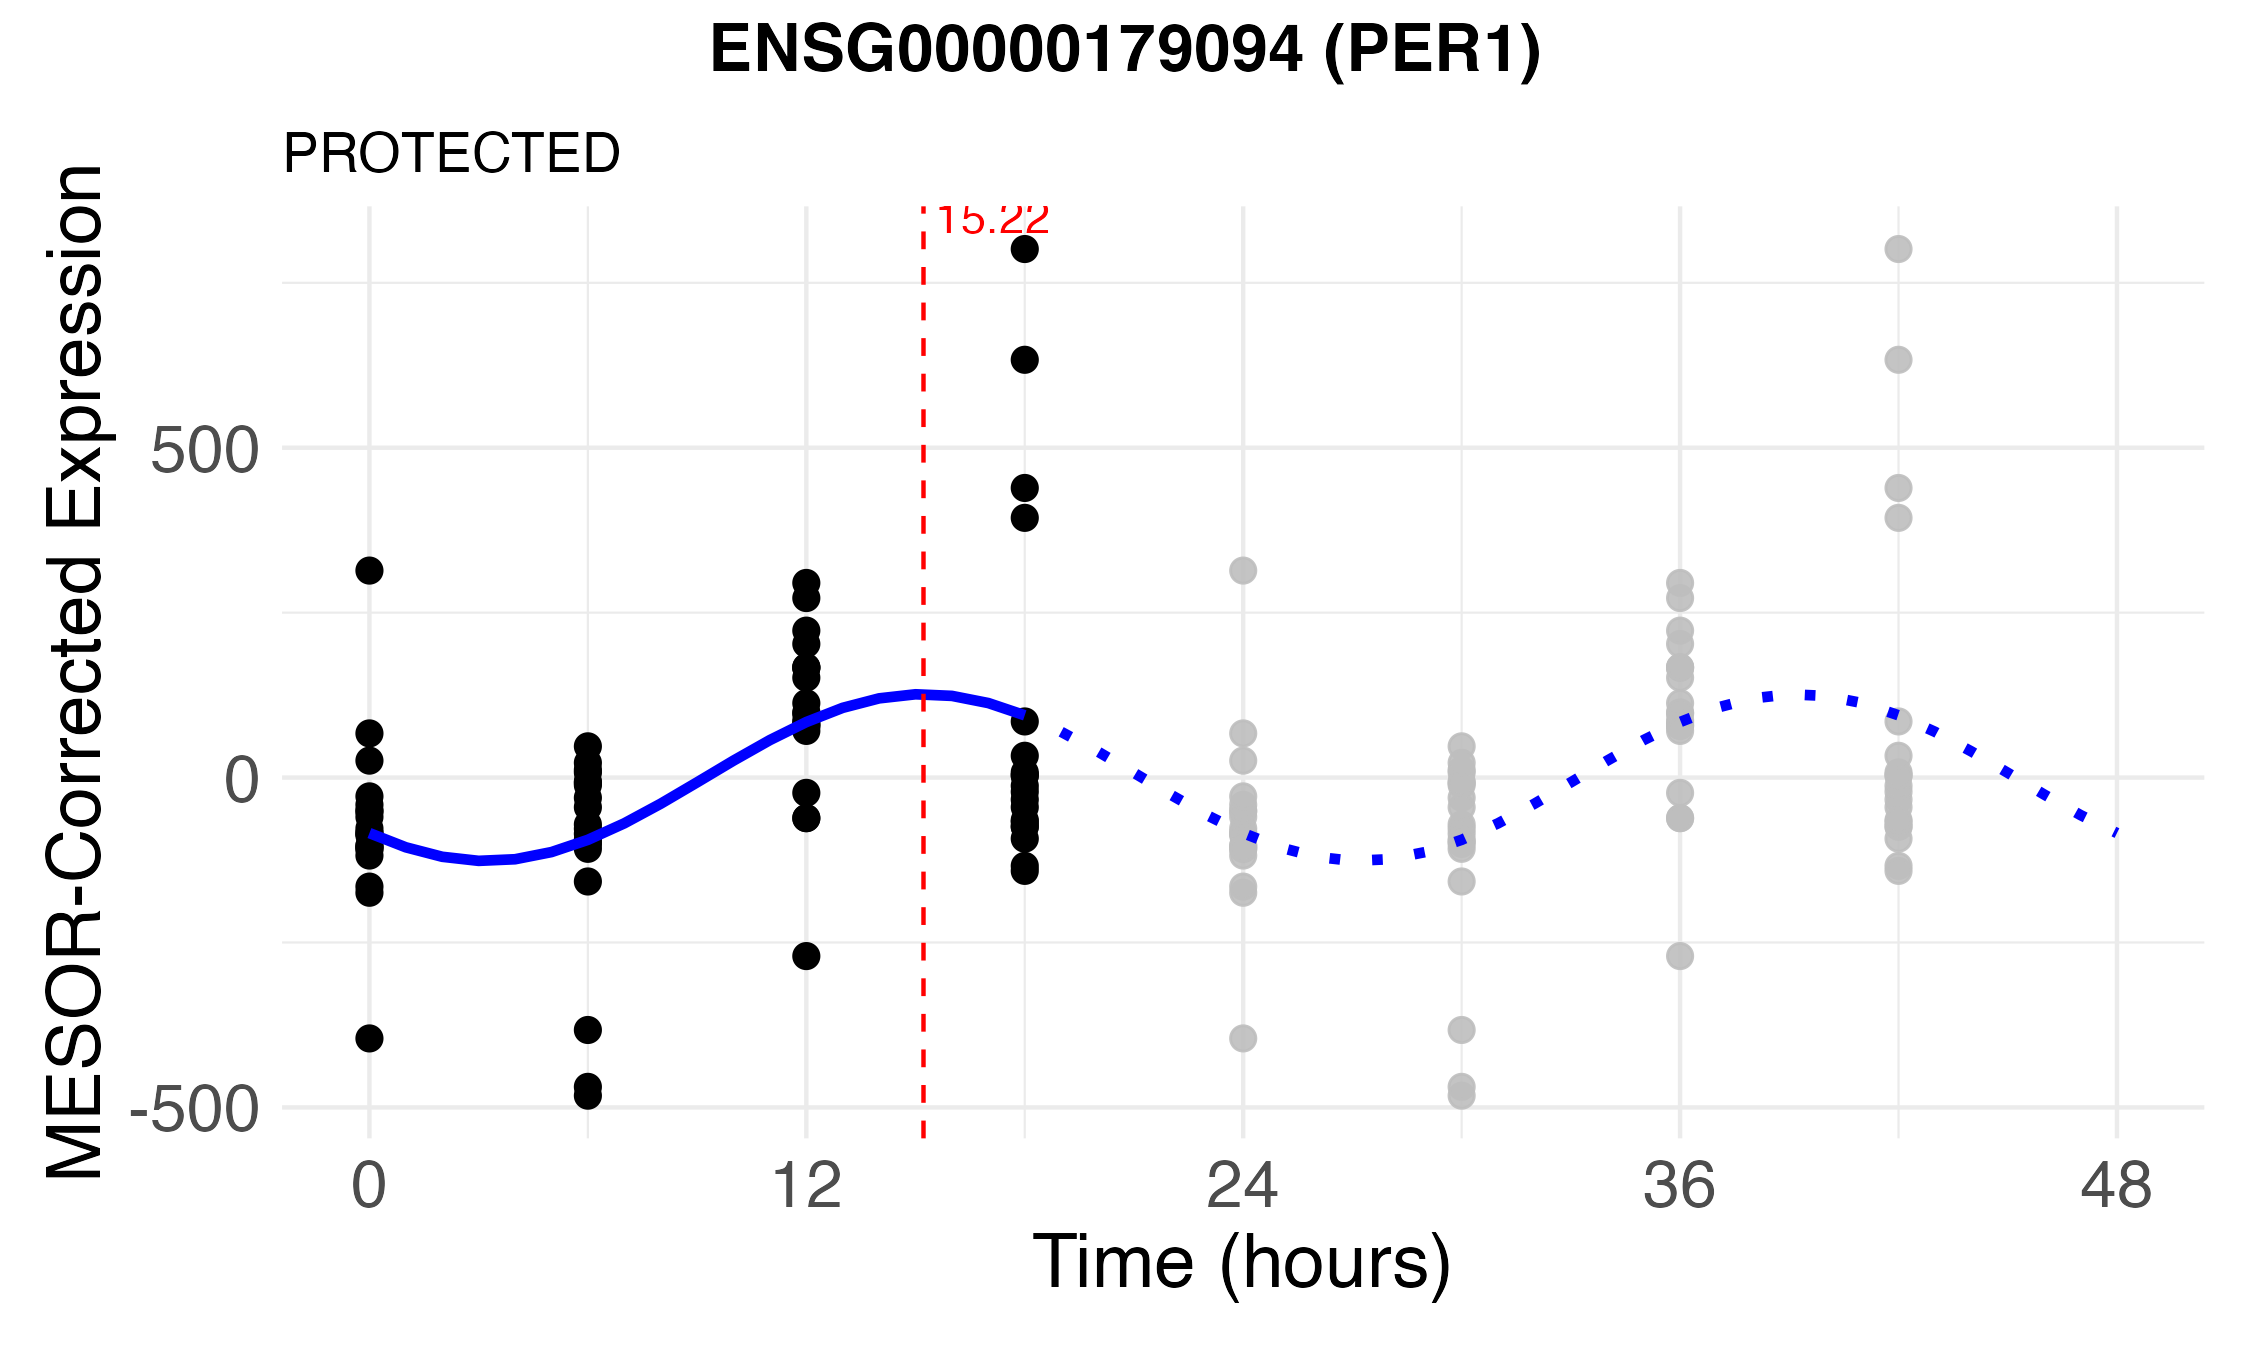 ENSG00000179094 (PER1)
PROTECTED
15.22
MESOR-Corrected Expression
500
0
-500
0 12 24 36 48
Time (hours)